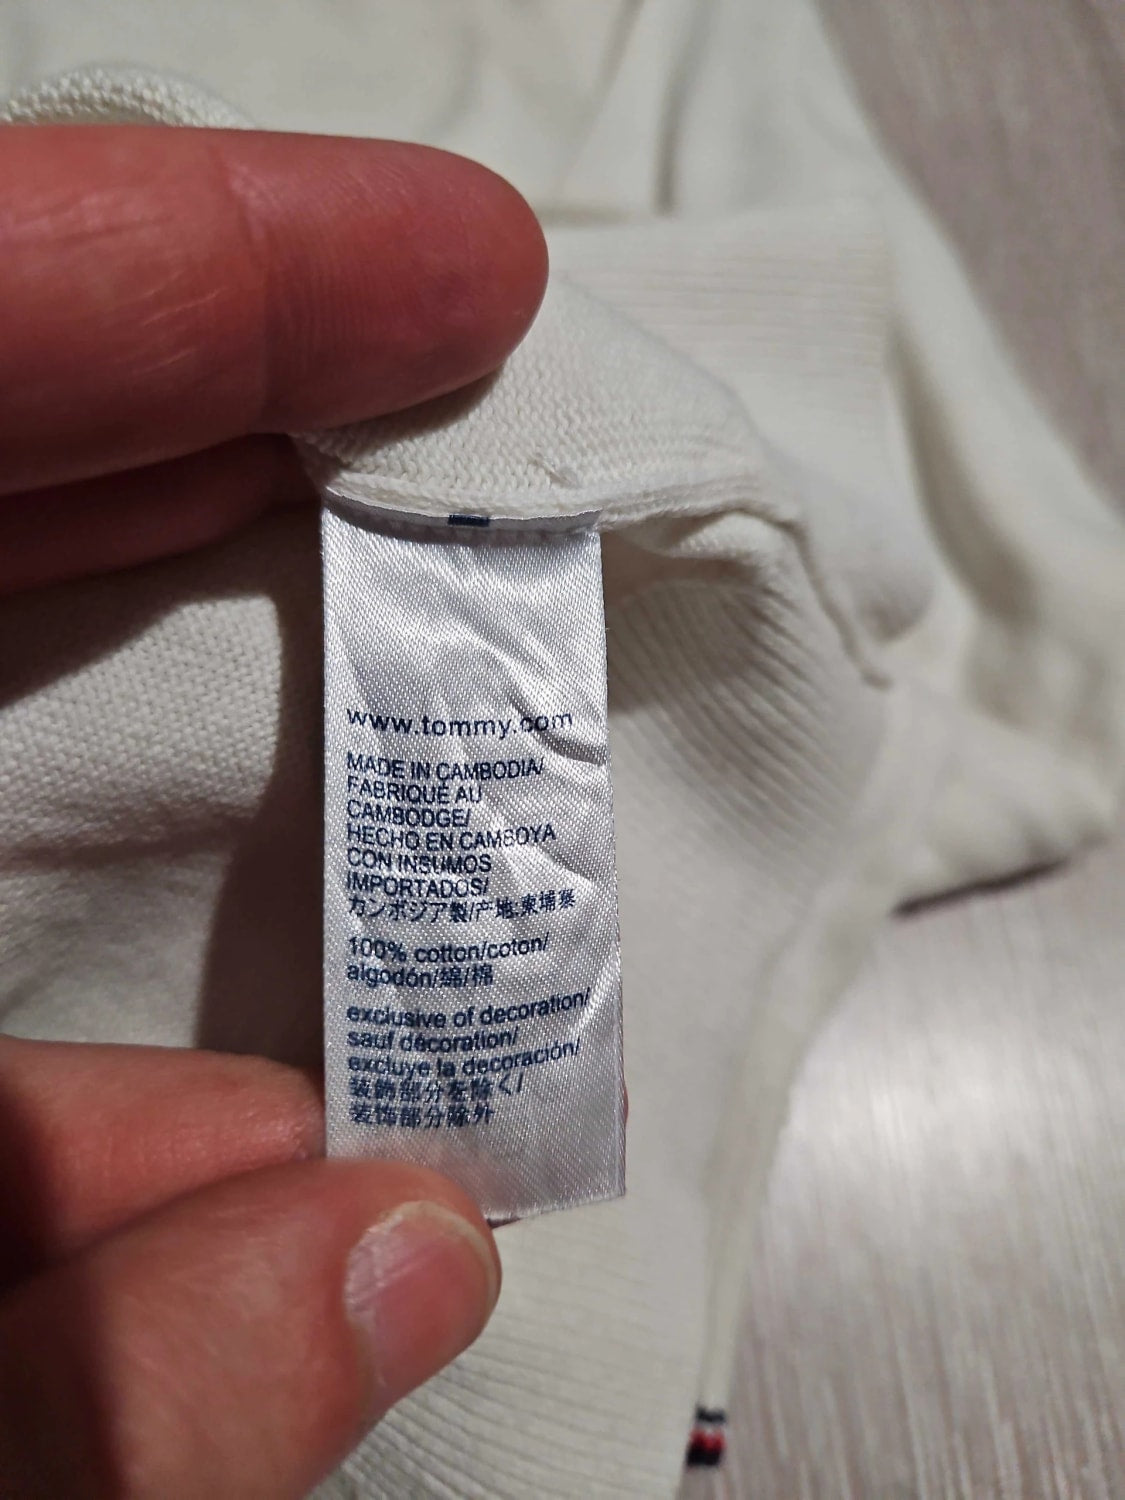 www.tommy.com
MADE IN CAMBODIA/
FABRIQUÉ AU
CAMBODGE/
HECHO EN CAMBOYA
CON INSUMOS
IMPORTADOS/
カンボジア製/产地:柬埔寨
100% cotton/coton/
algodón/綿/棉
exclusive of decoration/
sauf décoration/
excluye la decoración/
装飾部分を除く/
装饰部分除外